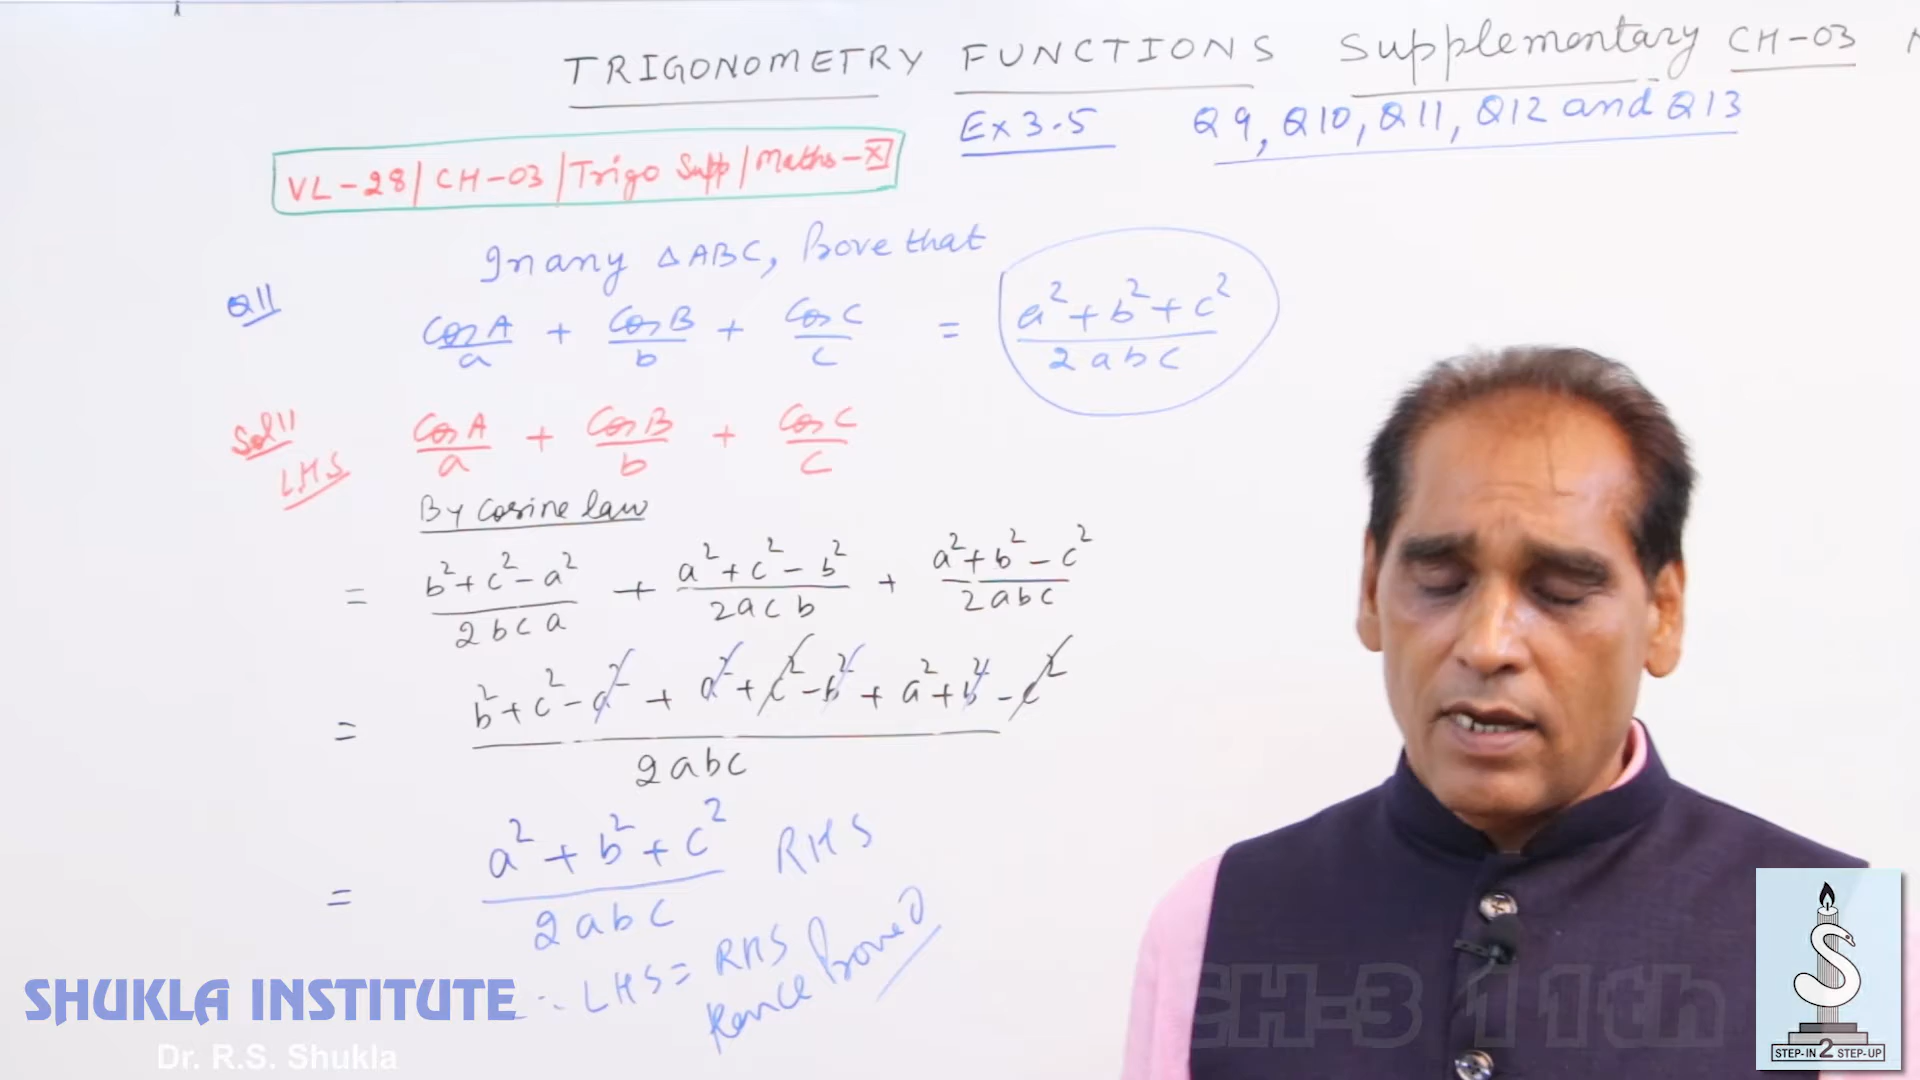 TRIGONOMETRY FUNCTIONS Supplementary CH-03
Ex 3.5 Q9, Q10, Q11, Q12 and Q13
VL-28/CH-03/Trigo Supp/Maths-XI
In any △ABC, Prove that
Q11 CosA/a + CosB/b + CosC/c = (a²+b²+c²)/2abc
Sol11 LHS CosA/a + CosB/b + CosC/c
By Cosine law
= (b²+c²-a²)/2bca + (a²+c²-b²)/2acb + (a²+b²-c²)/2abc
= (b²+c²-a²+a²+c²-b²+a²+b²-c²)/2abc
= (a²+b²+c²)/2abc RHS
∴ LHS = RHS
Hence Proved
SHUKLA INSTITUTE
Dr. R.S. Shukla
CH-3 11th
S
STEP-IN 2 STEP-UP